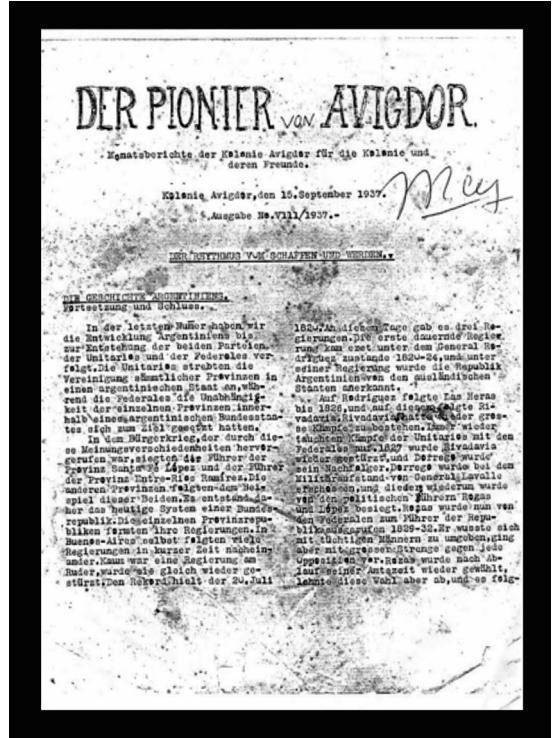 DER PIONIER von AVIGDOR.
Monatsberichte der Kolonie Avigdor für die Kolonie und
deren Freunde.
Kolonie Avigdor, den 15.September 1937.
Ausgabe No.VIII/1937.-
DER RHYTHMUS VOM SCHAFFEN UND WERDEN.
DIE GESCHICHTE ARGENTINIENS.
Fortsetzung und Schluss.
In der letzten Numer haben wir
die Entwicklung Argentiniens bis
zur Entstehung der beiden Parteien,
der Unitarios und der Federales ver-
folgt. Die Unitarios strebten die
Vereinigung sämmtlicher Provinzen in
einen argentinischen Staat an, wäh-
rend die Federales die Unabhängig-
keit der einzelnen Provinzen inner-
halb eines argentinischen Bundesstaa-
tes sich zum Ziel gesetzt hatten.
In dem Bürgerkrieg, der durch die-
se Meinungsverschiedenheiten hervor-
gerufen war, siegten die Führer der
Provinz Santa Fé López und der Führer
der Provinz Entre-Rios Ramírez. Die
anderen Provinzen folgten dem Bei-
spiel dieser Beiden. Es entstand da-
her das heutige System einer Bundes-
republik. Die einzelnen Provinzrepu-
bliken formten ihre Regierungen. In
Buenos-Aires selbst folgten viele
Regierungen in kurzer Zeit nachein-
ander. Kaum war eine Regierung am
Ruder, wurde sie gleich wieder ge-
stürzt. Den Rekord hielt der 20. Juli
1820. An diesem Tage gab es drei Re-
gierungen. Die erste dauernde Regier
rung kam erst unter dem General Ro-
driguez zustande 1820-24, und unter
seiner Regierung wurde die Republik
Argentinien von den ausländischen
Staaten anerkannt.
Auf Rodriguez folgte Las Heras
bis 1826, und auf diesen folgte Ri-
vadavia. Rivadavia hatte wieder gros-
se Kämpfe zu bestehen. Immer wieder
tauchten Kämpfe der Unitarios mit den
Federales auf. 1827 wurde Rivadavia
wieder gestürzt, und Dorrego wurde
sein Nachfolger. Dorrego wurde bei dem
Militäraufstand von General Lavalle
erschossen, und dieser wiederum wurde
von den politischen Führern Rosas
und López besiegt. Rosas wurde nun von
den Federalen zum Führer der Repu-
blik ausgerufen 1829-32. Er wusste sich
mit tüchtigen Männern zu umgeben, ging
aber mit grosser Strenge gegen jede
Opposition vor. Rosas wurde nach Ab-
lauf seiner Amtszeit wieder gewählt,
lehnte diese Wahl aber ab, und es folg-